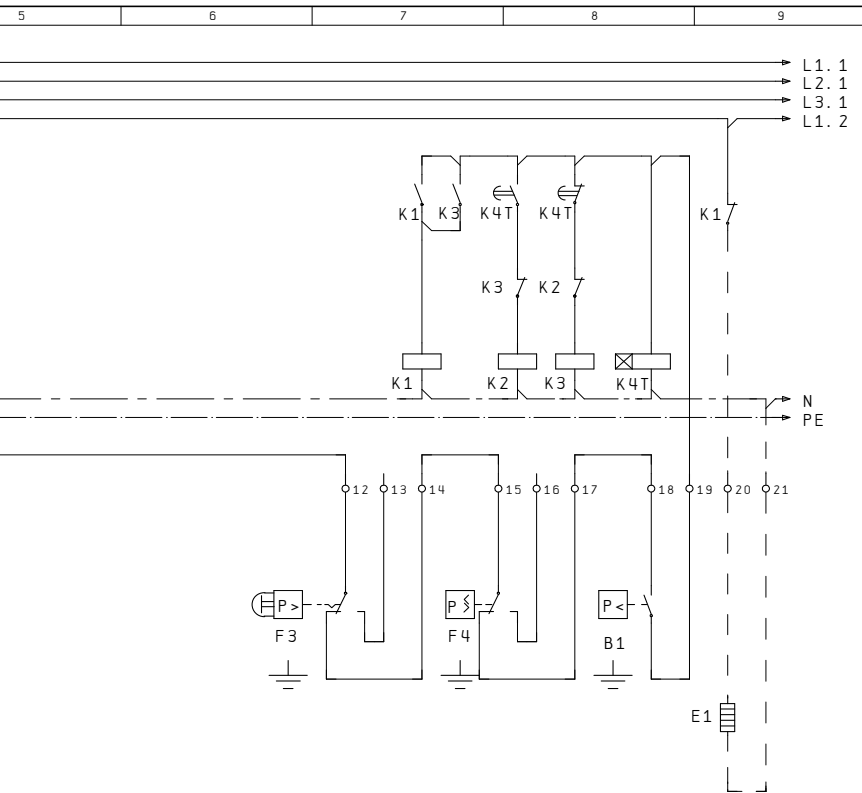 5 6 7 8 9
L1.1
L2.1
L3.1
L1.2
K1 K3 K4T K4T K1
K3 K2
K1 K2 K3 K4T
N
PE
12 13 14 15 16 17 18 19 20 21
P> P P<
F3 F4 B1
E1